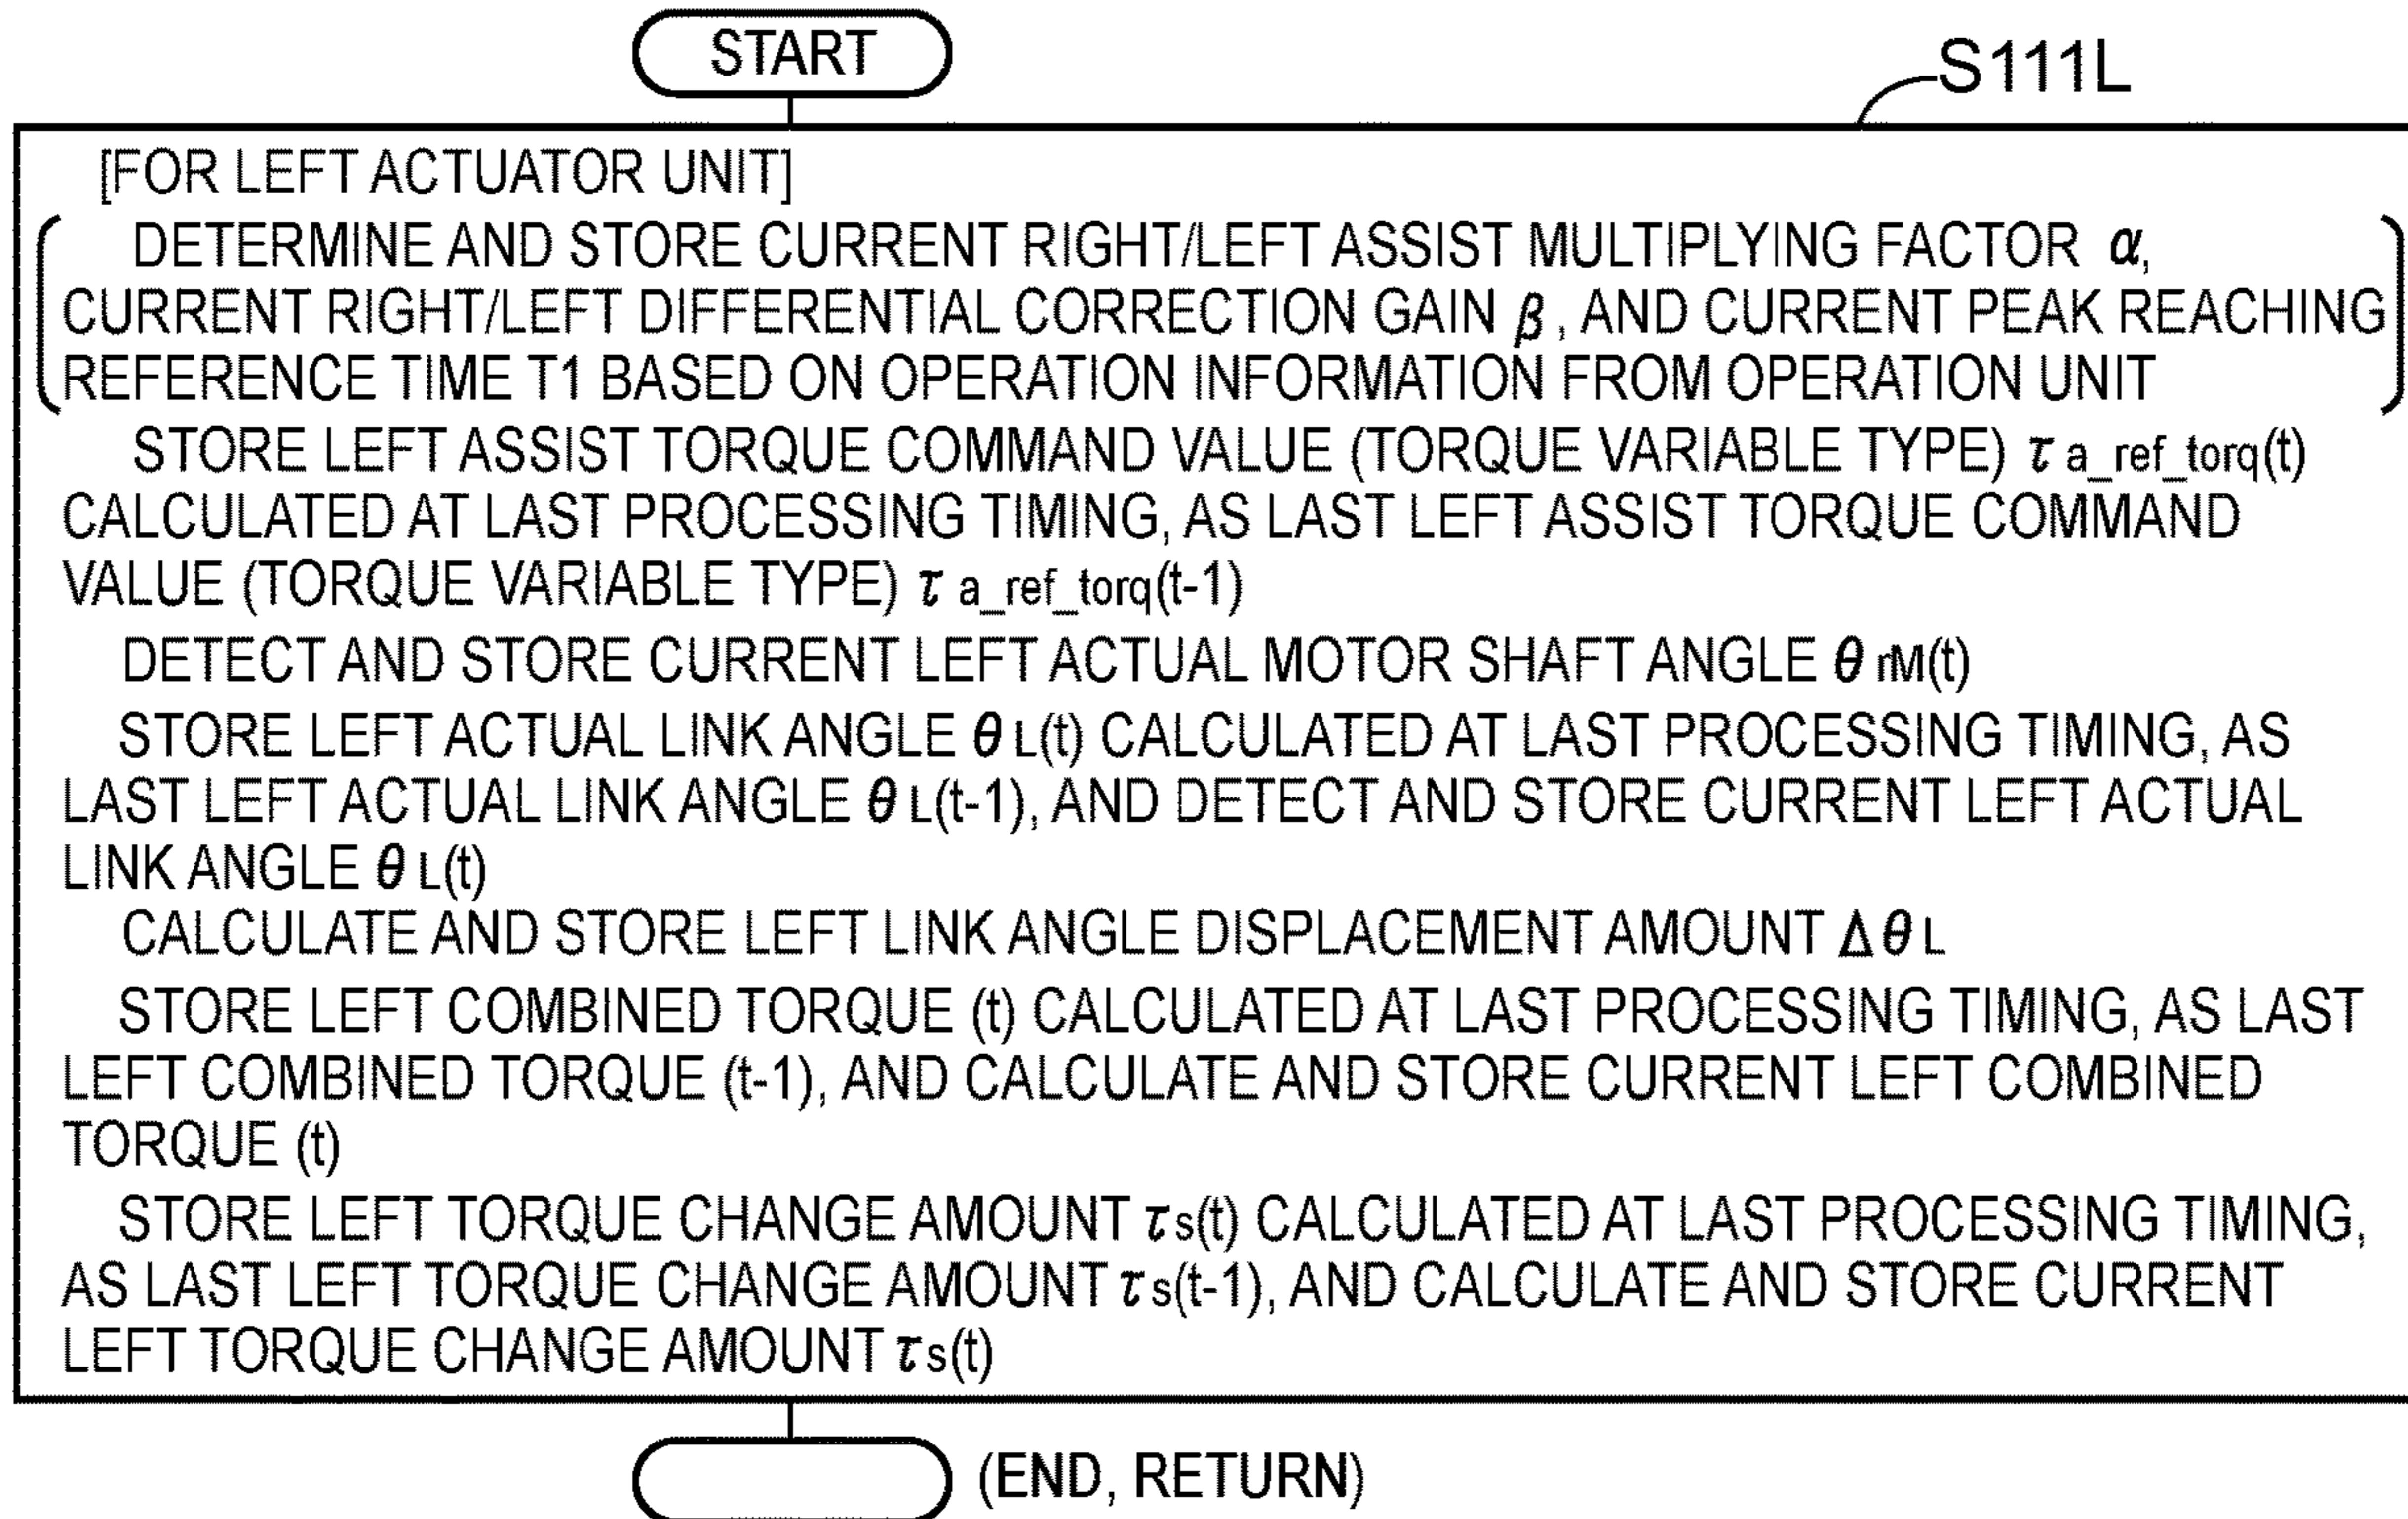 START
S111L
[FOR LEFT ACTUATOR UNIT]
DETERMINE AND STORE CURRENT RIGHT/LEFT ASSIST MULTIPLYING FACTOR α,
CURRENT RIGHT/LEFT DIFFERENTIAL CORRECTION GAIN β, AND CURRENT PEAK REACHING
REFERENCE TIME T1 BASED ON OPERATION INFORMATION FROM OPERATION UNIT
STORE LEFT ASSIST TORQUE COMMAND VALUE (TORQUE VARIABLE TYPE) τ a_ref_torq(t)
CALCULATED AT LAST PROCESSING TIMING, AS LAST LEFT ASSIST TORQUE COMMAND
VALUE (TORQUE VARIABLE TYPE) τ a_ref_torq(t-1)
DETECT AND STORE CURRENT LEFT ACTUAL MOTOR SHAFT ANGLE θ rM(t)
STORE LEFT ACTUAL LINK ANGLE θ L(t) CALCULATED AT LAST PROCESSING TIMING, AS
LAST LEFT ACTUAL LINK ANGLE θ L(t-1), AND DETECT AND STORE CURRENT LEFT ACTUAL
LINK ANGLE θ L(t)
CALCULATE AND STORE LEFT LINK ANGLE DISPLACEMENT AMOUNT Δ θ L
STORE LEFT COMBINED TORQUE (t) CALCULATED AT LAST PROCESSING TIMING, AS LAST
LEFT COMBINED TORQUE (t-1), AND CALCULATE AND STORE CURRENT LEFT COMBINED
TORQUE (t)
STORE LEFT TORQUE CHANGE AMOUNT τ s(t) CALCULATED AT LAST PROCESSING TIMING,
AS LAST LEFT TORQUE CHANGE AMOUNT τ s(t-1), AND CALCULATE AND STORE CURRENT
LEFT TORQUE CHANGE AMOUNT τ s(t)
(END, RETURN)